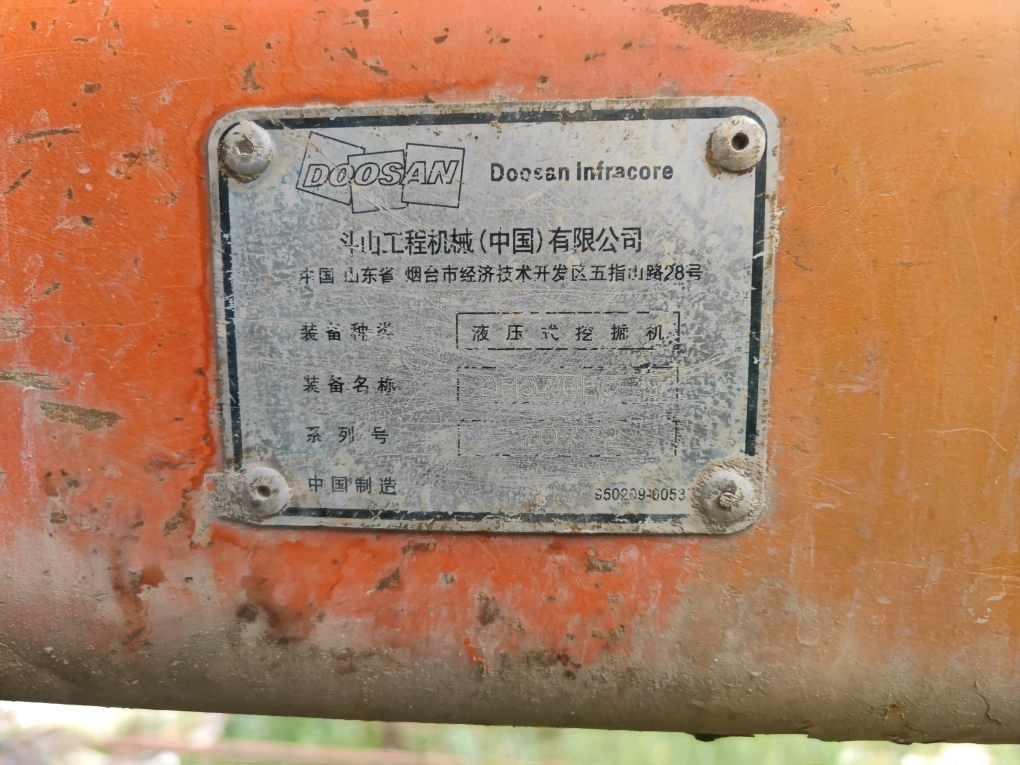 DOOSAN Doosan Infracore
斗山工程机械(中国)有限公司
中国 山东省 烟台市经济技术开发区五指山路28号
装备种类 液压式挖掘机
装备名称
系列号
中国制造